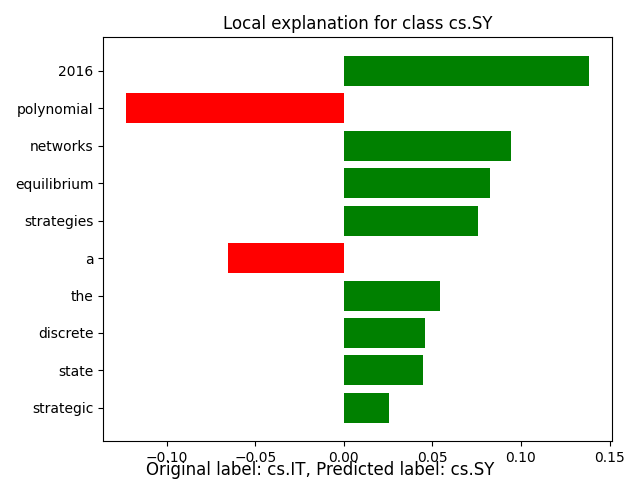 Local explanation for class cs.SY
2016
polynomial
networks
equilibrium
strategies
a
the
discrete
state
strategic
−0.10 −0.05 0.00 0.05 0.10 0.15
Original label: cs.IT, Predicted label: cs.SY